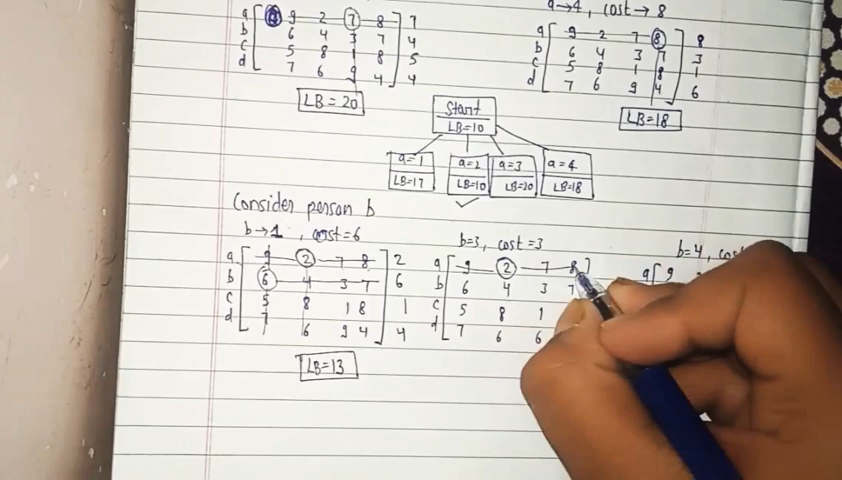 a→4, cost→8
a [ 9 2 7 8 ] 7
b 6 4 3 7 4
c 5 8 1 8 5
d 7 6 9 4 4
LB=20
a [ 9 2 7 8 ] 8
b 6 4 3 7 3
c 5 8 1 8 1
d 7 6 9 4 6
LB=18
Start
LB=10
a=1 a=2 a=3 a=4
LB=17 LB=10 LB=20 LB=18
Consider person b
b→1, cost=6
a [ 9 2 7 8 ] 2
b 6 4 3 7 6
c 5 8 1 8 1
d 7 6 9 4 4
LB=13
b=3, cost=3
a [ 9 2 7 8 ]
b 6 4 3 7
c 5 8 1
d 7 6 6
b=4, cos
a [ 9